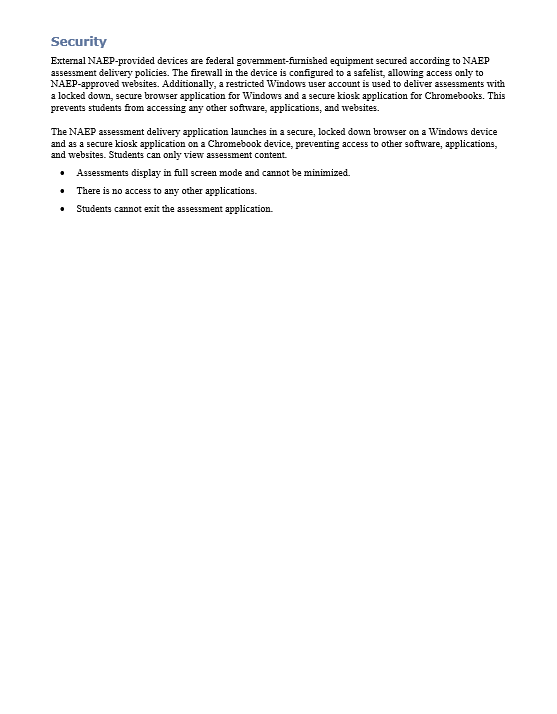 Security
External NAEP-provided devices are federal government-furnished equipment secured according to NAEP
assessment delivery policies. The firewall in the device is configured to a safelist, allowing access only to
NAEP-approved websites. Additionally, a restricted Windows user account is used to deliver assessments with
a locked down, secure browser application for Windows and a secure kiosk application for Chromebooks. This
prevents students from accessing any other software, applications, and websites.
The NAEP assessment delivery application launches in a secure, locked down browser on a Windows device
and as a secure kiosk application on a Chromebook device, preventing access to other software, applications,
and websites. Students can only view assessment content.
• Assessments display in full screen mode and cannot be minimized.
• There is no access to any other applications.
• Students cannot exit the assessment application.